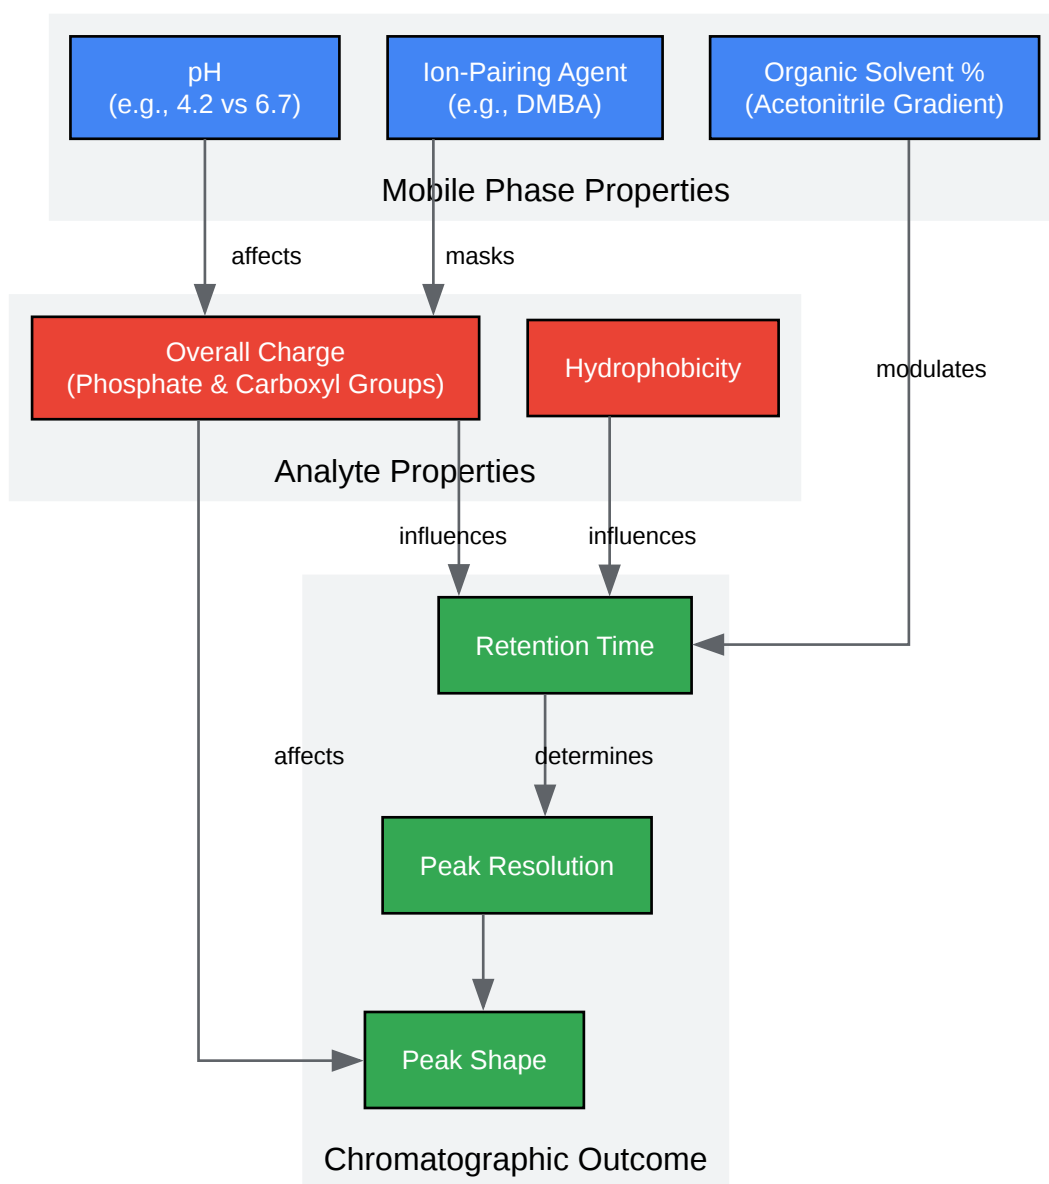 pH
(e.g., 4.2 vs 6.7)
Ion-Pairing Agent
(e.g., DMBA)
Organic Solvent %
(Acetonitrile Gradient)
Mobile Phase Properties
affects
masks
Overall Charge
(Phosphate & Carboxyl Groups)
Hydrophobicity
modulates
Analyte Properties
influences
influences
Retention Time
affects
determines
Peak Resolution
Peak Shape
Chromatographic Outcome